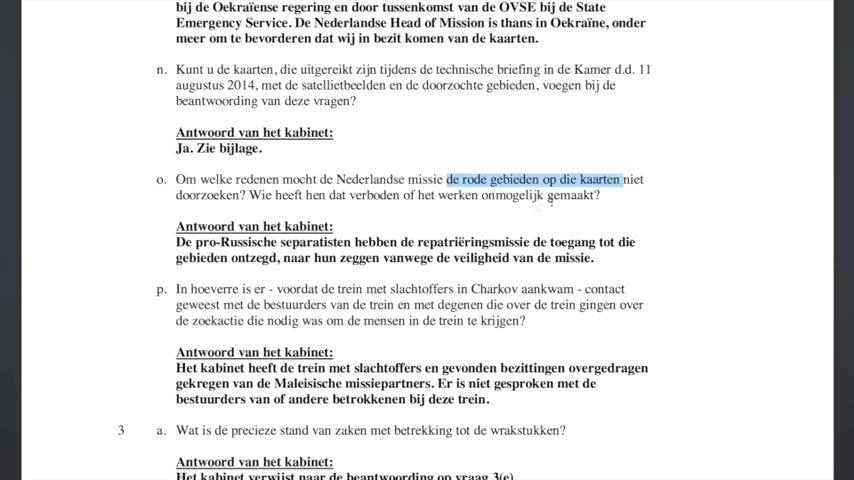 bij de Oekraïense regering en door tussenkomst van de OVSE bij de State
Emergency Service. De Nederlandse Head of Mission is thans in Oekraïne, onder
meer om te bevorderen dat wij in bezit komen van de kaarten.
n. Kunt u de kaarten, die uitgereikt zijn tijdens de technische briefing in de Kamer d.d. 11
augustus 2014, met de satellietbeelden en de doorzochte gebieden, voegen bij de
beantwoording van deze vragen?
Antwoord van het kabinet:
Ja. Zie bijlage.
o. Om welke redenen mocht de Nederlandse missie de rode gebieden op die kaarten niet
doorzoeken? Wie heeft hen dat verboden of het werken onmogelijk gemaakt?
Antwoord van het kabinet:
De pro-Russische separatisten hebben de repatriëringsmissie de toegang tot die
gebieden ontzegd, naar hun zeggen vanwege de veiligheid van de missie.
p. In hoeverre is er - voordat de trein met slachtoffers in Charkov aankwam - contact
geweest met de bestuurders van de trein en met degenen die over de trein gingen over
de zoekactie die nodig was om de mensen in de trein te krijgen?
Antwoord van het kabinet:
Het kabinet heeft de trein met slachtoffers en gevonden bezittingen overgedragen
gekregen van de Maleisische missiepartners. Er is niet gesproken met de
bestuurders van of andere betrokkenen bij deze trein.
3 a. Wat is de precieze stand van zaken met betrekking tot de wrakstukken?
Antwoord van het kabinet:
Het kabinet verwijst naar de beantwoording op vraag 3(e)